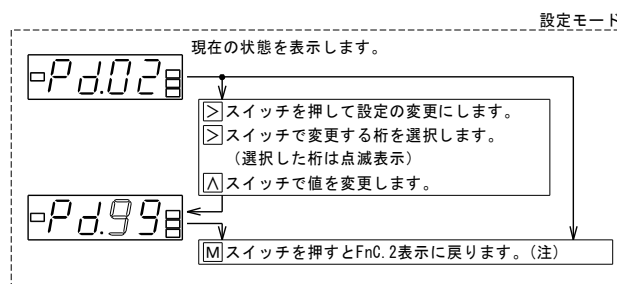 設定モード
現在の状態を表示します。
Pd.02
>スイッチを押して設定の変更にします。
>スイッチで変更する桁を選択します。
(選択した桁は点滅表示)
∧スイッチで値を変更します。
Pd.99
Mスイッチを押すとFnC.2表示に戻ります。(注)